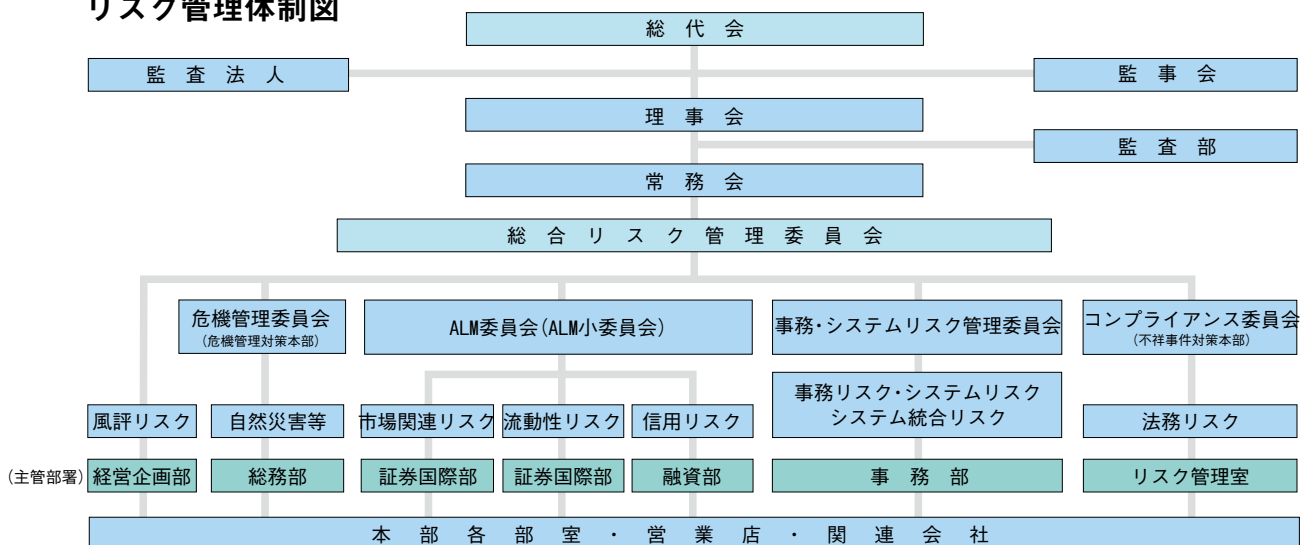 リスク管理体制図
総代会
監査法人
監事会
理事会
監査部
常務会
総合リスク管理委員会
危機管理委員会
(危機管理対策本部)
ALM委員会(ALM小委員会)
事務・システムリスク管理委員会
コンプライアンス委員会
(不祥事件対策本部)
事務リスク・システムリスク
システム統合リスク
風評リスク
自然災害等
市場関連リスク
流動性リスク
信用リスク
法務リスク
(主管部署)
経営企画部
総務部
証券国際部
証券国際部
融資部
事務部
リスク管理室
本部各部室・営業店・関連会社